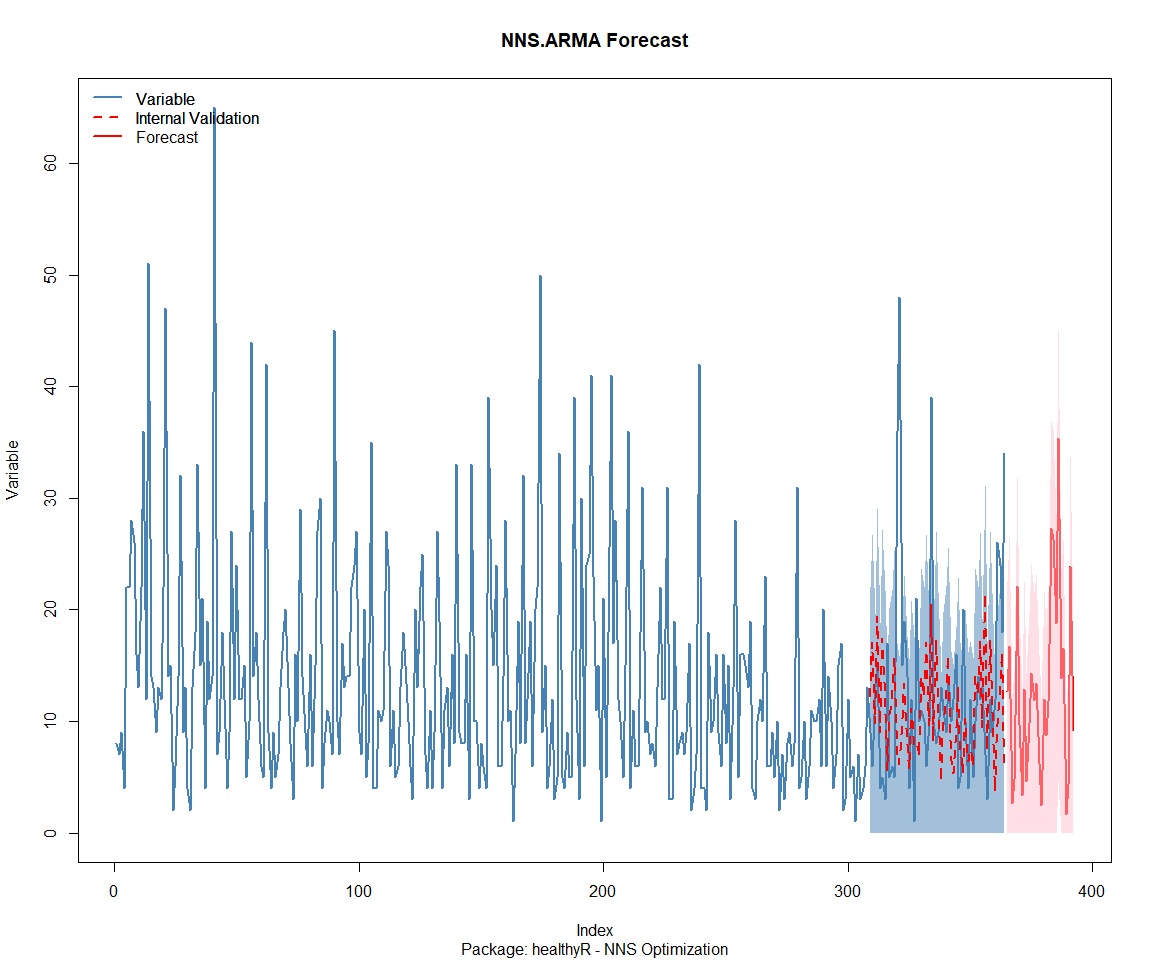 NNS.ARMA Forecast
Variable
Internal Validation
Forecast
Variable
60
50
40
30
20
10
0
0
100
200
300
400
Index
Package: healthyR - NNS Optimization